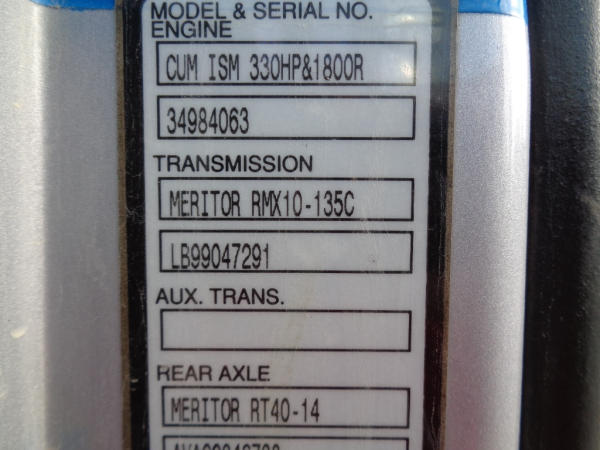 MODEL & SERIAL NO.
ENGINE
CUM ISM 330HP&1800R
34984063
TRANSMISSION
MERITOR RMX10-135C
LB99047291
AUX. TRANS.
REAR AXLE
MERITOR RT40-14